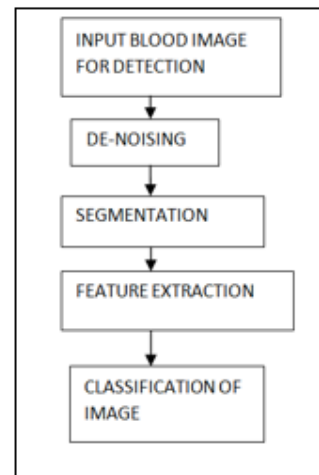 INPUT BLOOD IMAGE
FOR DETECTION
DE-NOISING
SEGMENTATION
FEATURE EXTRACTION
CLASSIFICATION OF
IMAGE